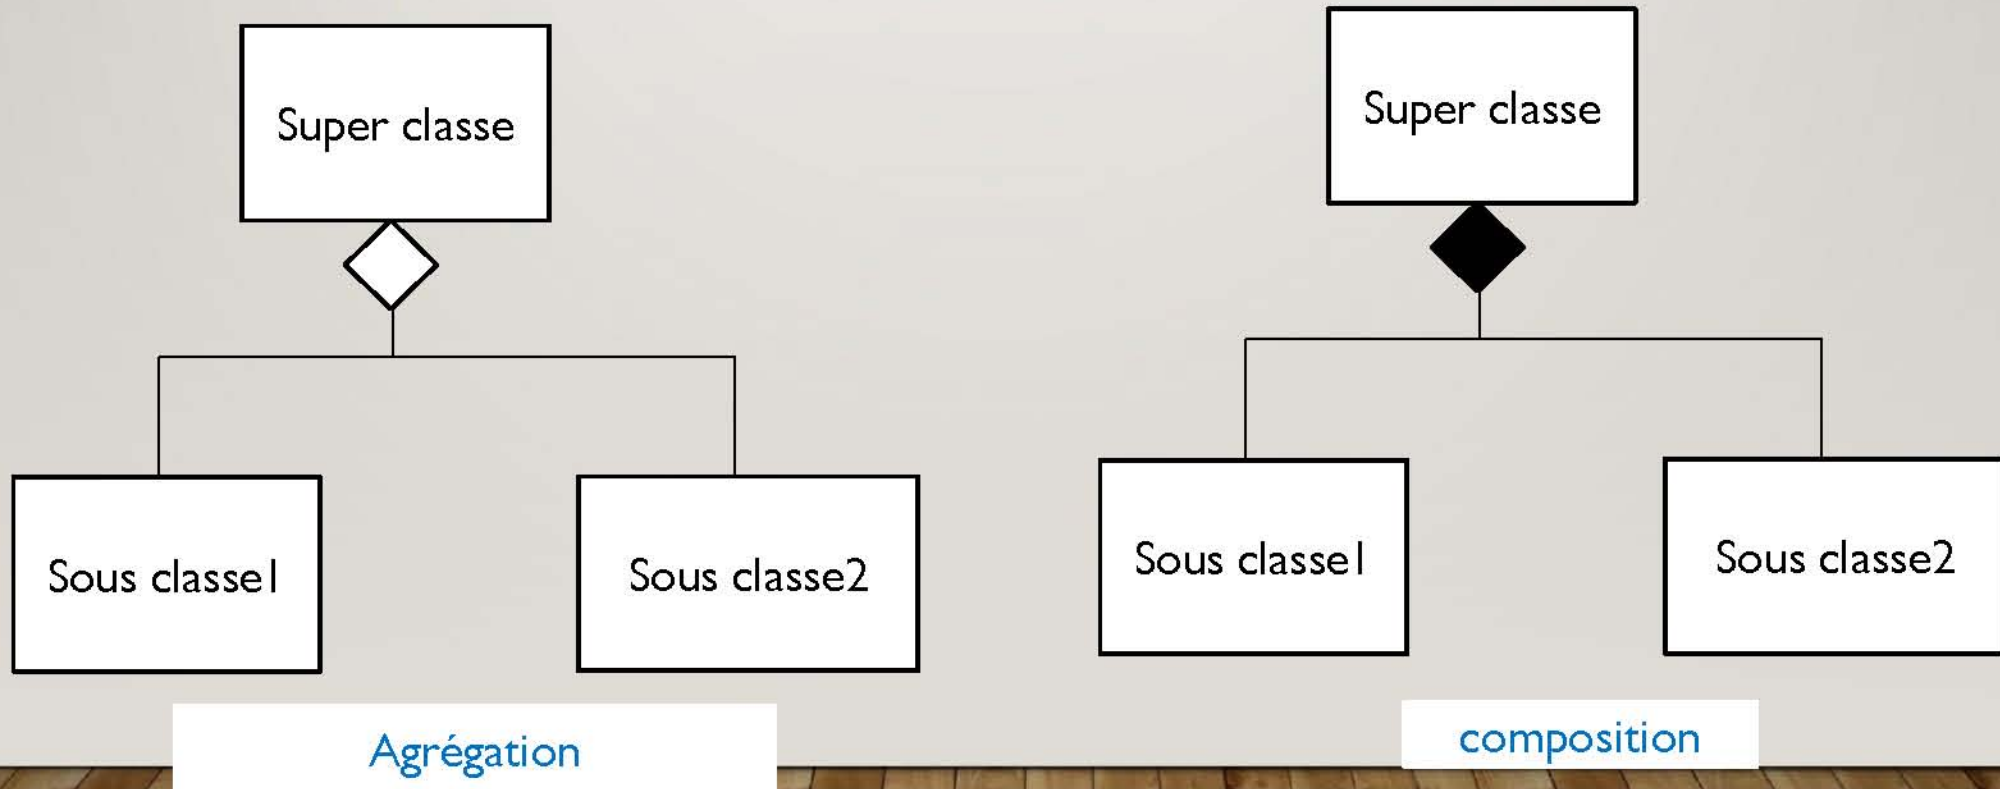 Super classe
Super classe
Sous classe1
Sous classe2
Sous classe1
Sous classe2
Agrégation
composition